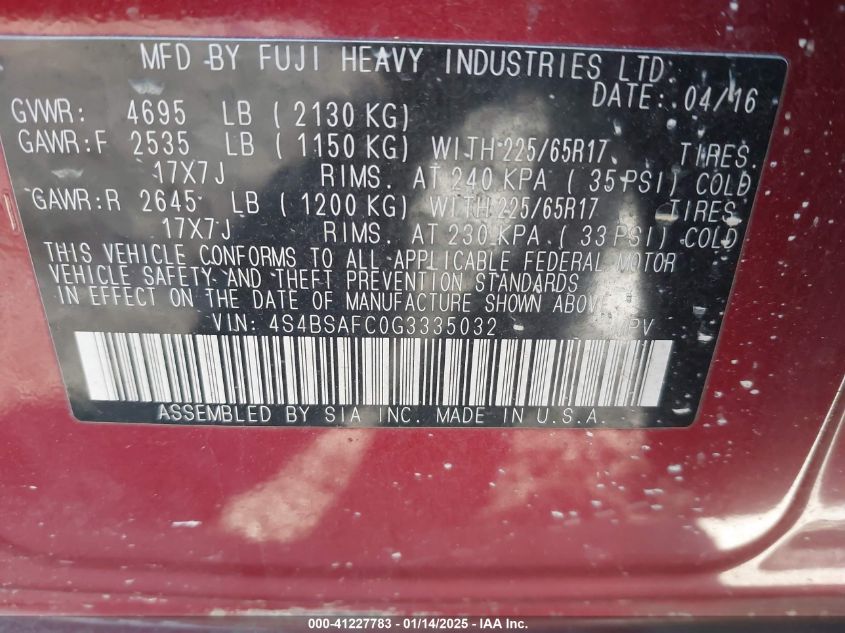 MFD BY FUJI HEAVY INDUSTRIES LTD.
DATE: 04/16
GVWR: 4695 LB ( 2130 KG)
GAWR:F 2535 LB ( 1150 KG) WITH 225/65R17 TIRES.
17X7J RIMS. AT 240 KPA ( 35 PSI) COLD
GAWR:R 2645 LB ( 1200 KG) WITH 225/65R17 TIRES
17X7J RIMS. AT 230 KPA ( 33 PSI) COLD
THIS VEHICLE CONFORMS TO ALL APPLICABLE FEDERAL MOTOR
VEHICLE SAFETY AND THEFT PREVENTION STANDARDS
IN EFFECT ON THE DATE OF MANUFACTURE SHOWN ABOVE.
VIN: 4S4BSAFC0G3335032 MPV
ASSEMBLED BY SIA INC. MADE IN U.S.A.
000-41227783 - 01/14/2025 - IAA Inc.